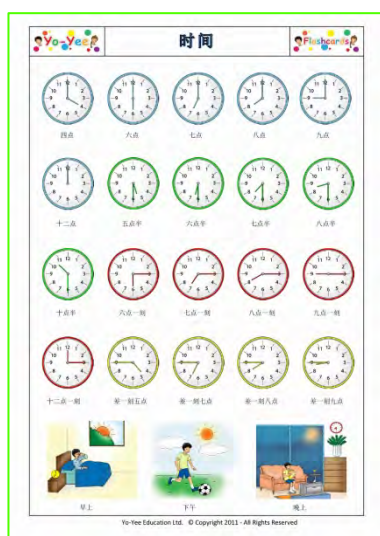 Yo-Yee 时间 Flashcards
四点 六点 七点 八点 九点
十二点 五点半 六点半 七点半 八点半
十点半 六点一刻 七点一刻 八点一刻 九点一刻
十二点一刻 差一刻五点 差一刻七点 差一刻八点 差一刻九点
早上 下午 晚上
Yo-Yee Education Ltd. © Copyright 2011 - All Rights Reserved